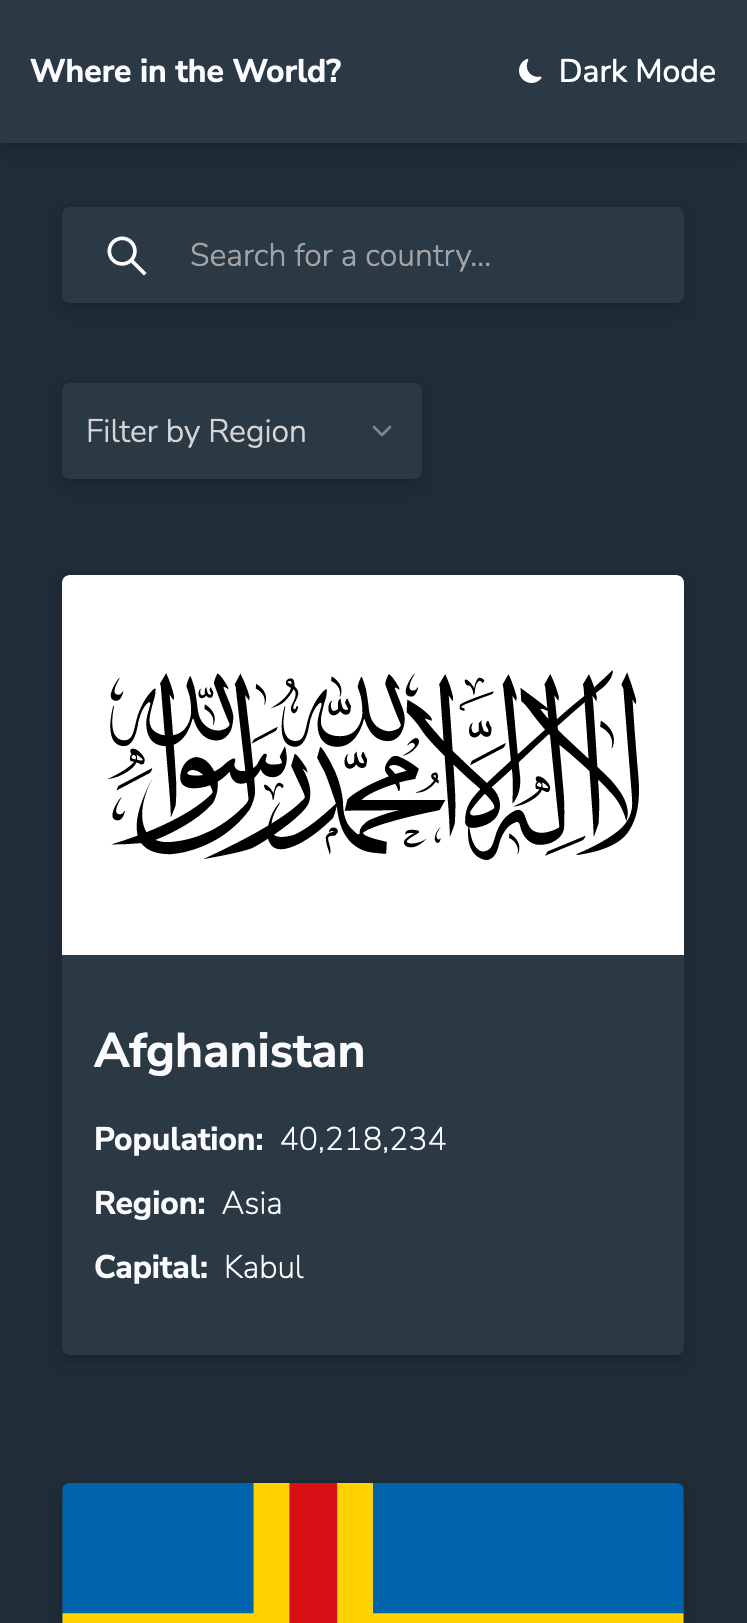 Where in the World?
Dark Mode
Search for a country...
Filter by Region
لا إله إلا الله محمد رسول الله
Afghanistan
Population: 40,218,234
Region: Asia
Capital: Kabul